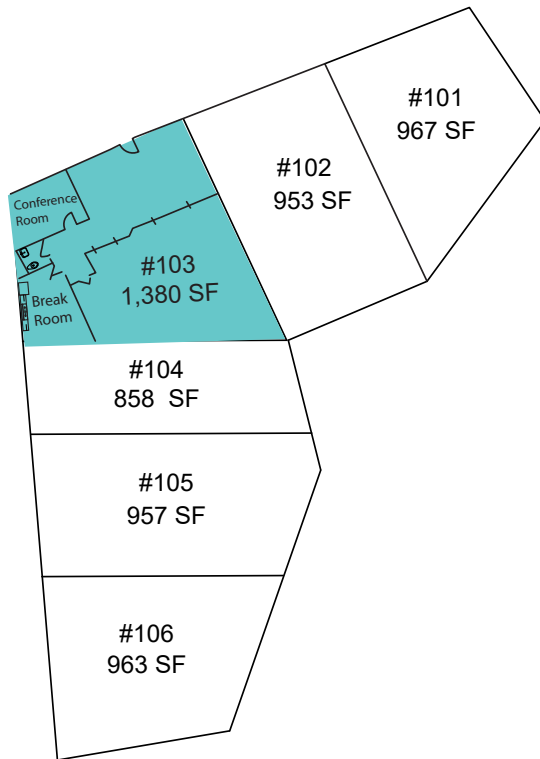 #101
967 SF
#102
953 SF
Conference
Room
#103
1,380 SF
Break
Room
#104
858 SF
#105
957 SF
#106
963 SF